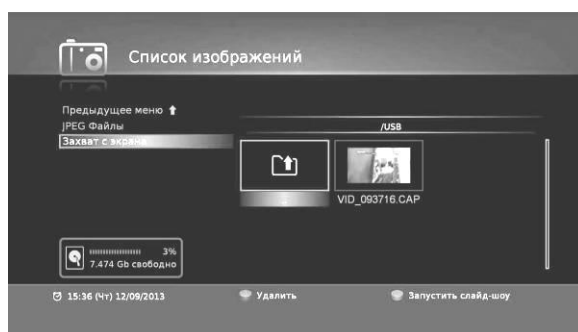 Список изображений
Предыдущее меню
JPEG Файлы
Захват с экрана
/USB
VID_093716.CAP
3%
7.474 Gb свободно
15:36 (Чт) 12/09/2013
Удалить
Запустить слайд-шоу